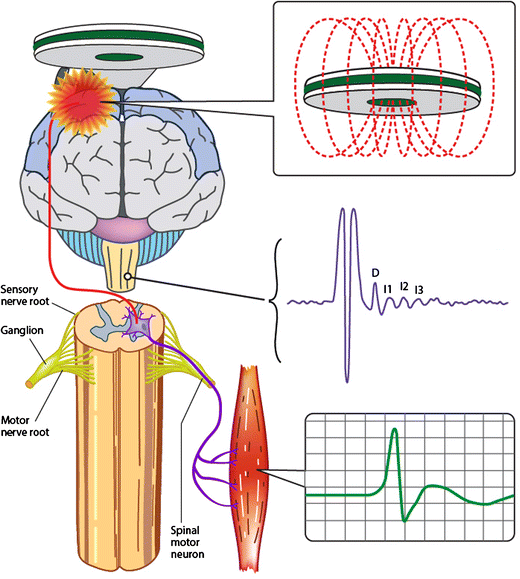 D
I1
I2
I3
Sensory
nerve root
Ganglion
Motor
nerve root
Spinal
motor
neuron